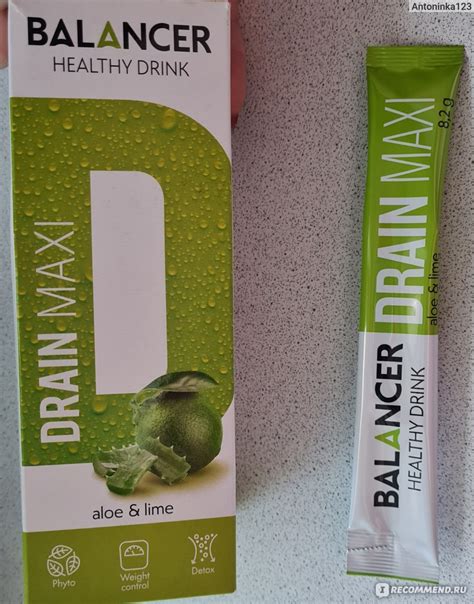 Antoninka123
BALANCER
HEALTHY DRINK
DRAIN MAXI
aloe & lime
Phyto
Weight
control
Detox
DRAIN MAXI
8,2 g
aloe & lime
BALANCER
HEALTHY DRINK
IRECOMMEND.RU